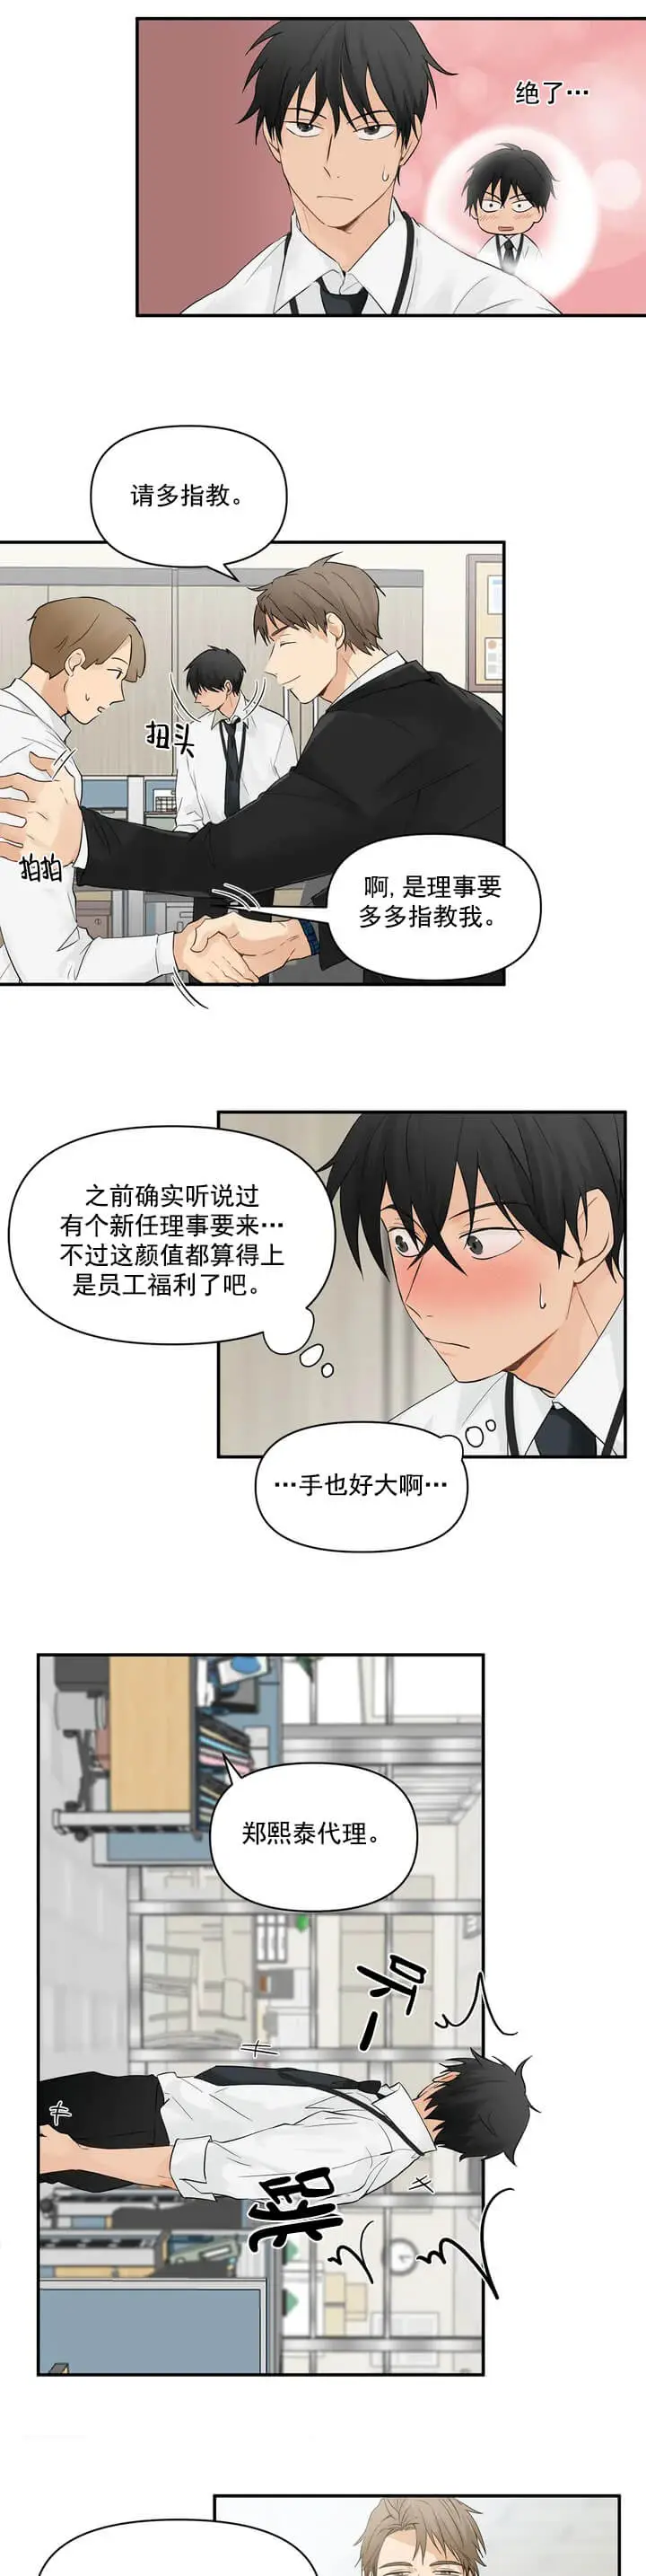 绝了…
请多指教。
扭头
拍拍
啊,是理事要
多多指教我。
之前确实听说过
有个新任理事要来…
不过这颜值都算得上
是员工福利了吧。
…手也好大啊…
郑熙泰代理。
吓一
跳